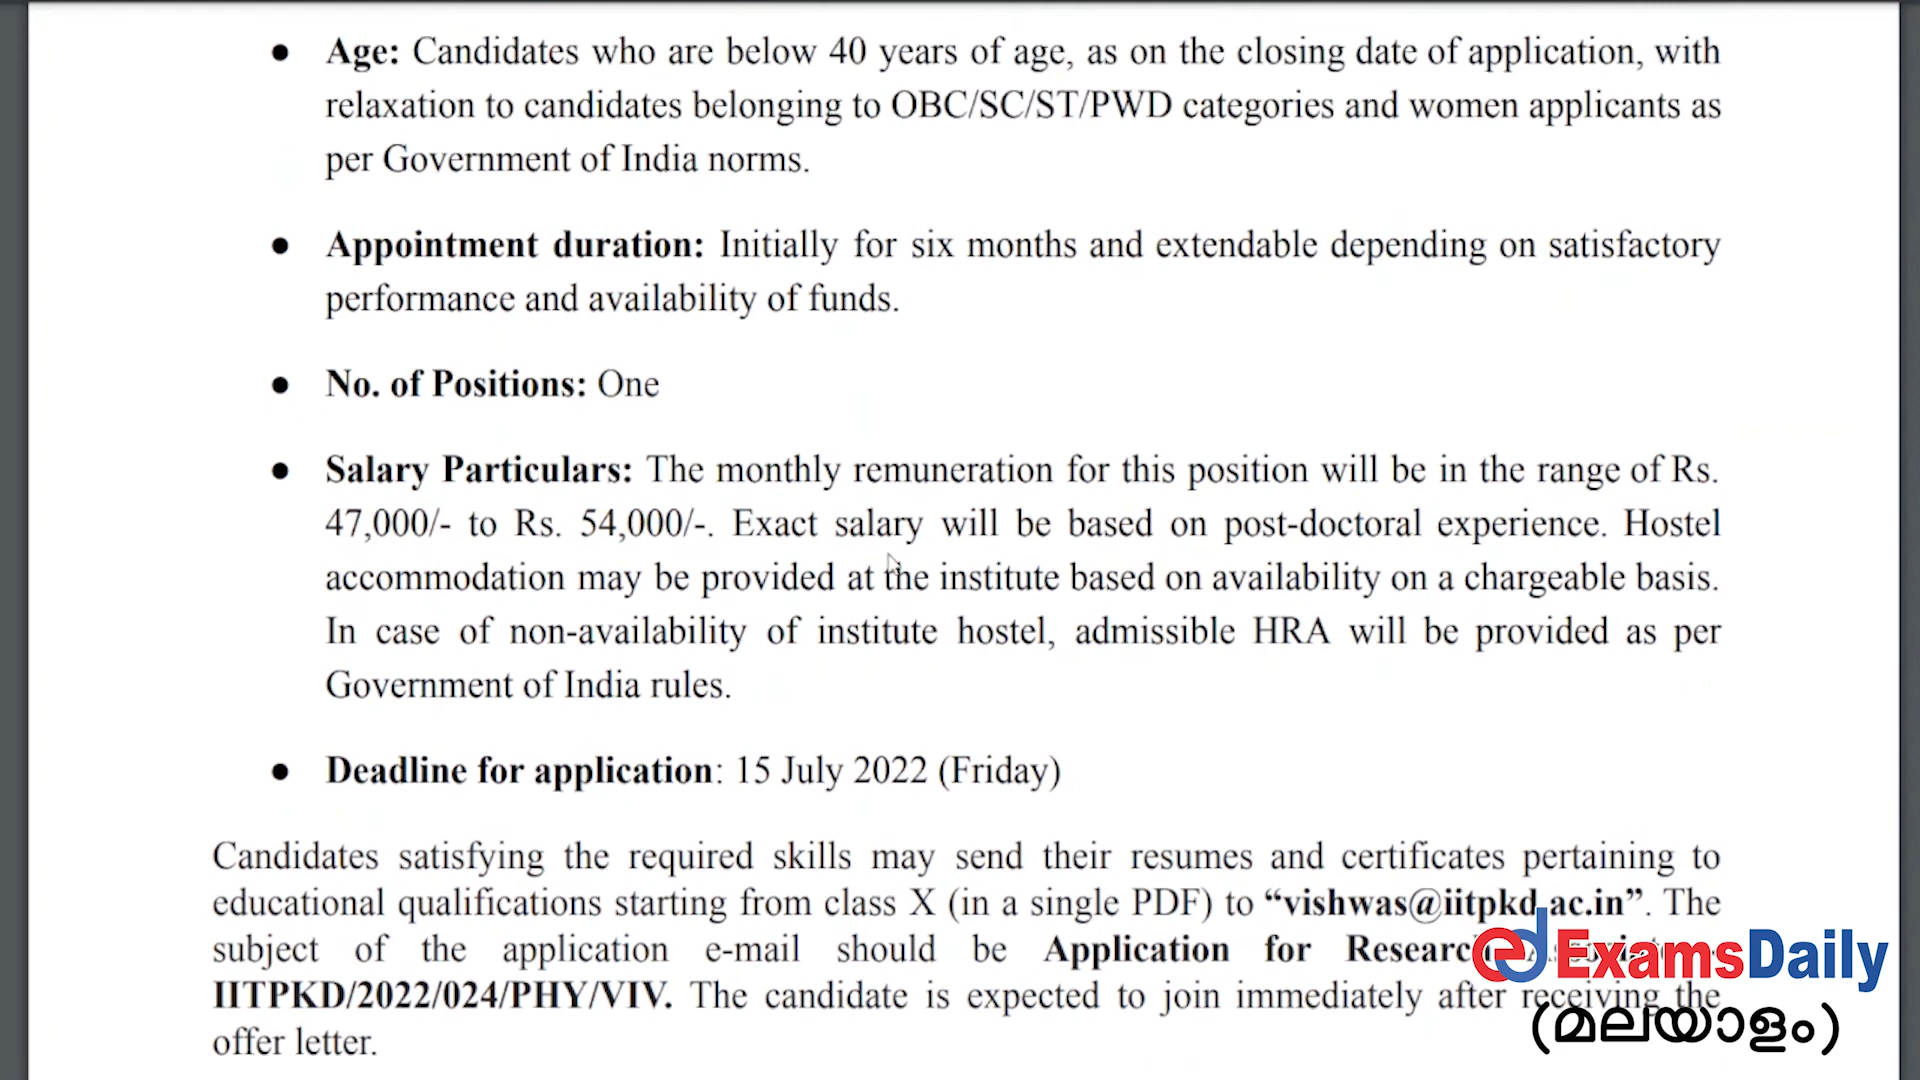 ● Age: Candidates who are below 40 years of age, as on the closing date of application, with
relaxation to candidates belonging to OBC/SC/ST/PWD categories and women applicants as
per Government of India norms.
● Appointment duration: Initially for six months and extendable depending on satisfactory
performance and availability of funds.
● No. of Positions: One
● Salary Particulars: The monthly remuneration for this position will be in the range of Rs.
47,000/- to Rs. 54,000/-. Exact salary will be based on post-doctoral experience. Hostel
accommodation may be provided at the institute based on availability on a chargeable basis.
In case of non-availability of institute hostel, admissible HRA will be provided as per
Government of India rules.
● Deadline for application: 15 July 2022 (Friday)
Candidates satisfying the required skills may send their resumes and certificates pertaining to
educational qualifications starting from class X (in a single PDF) to “vishwas@iitpkd.ac.in”. The
subject of the application e-mail should be Application for Research
IITPKD/2022/024/PHY/VIV. The candidate is expected to join immediately after receiving the
offer letter.
ed ExamsDaily
(മലയാളം)